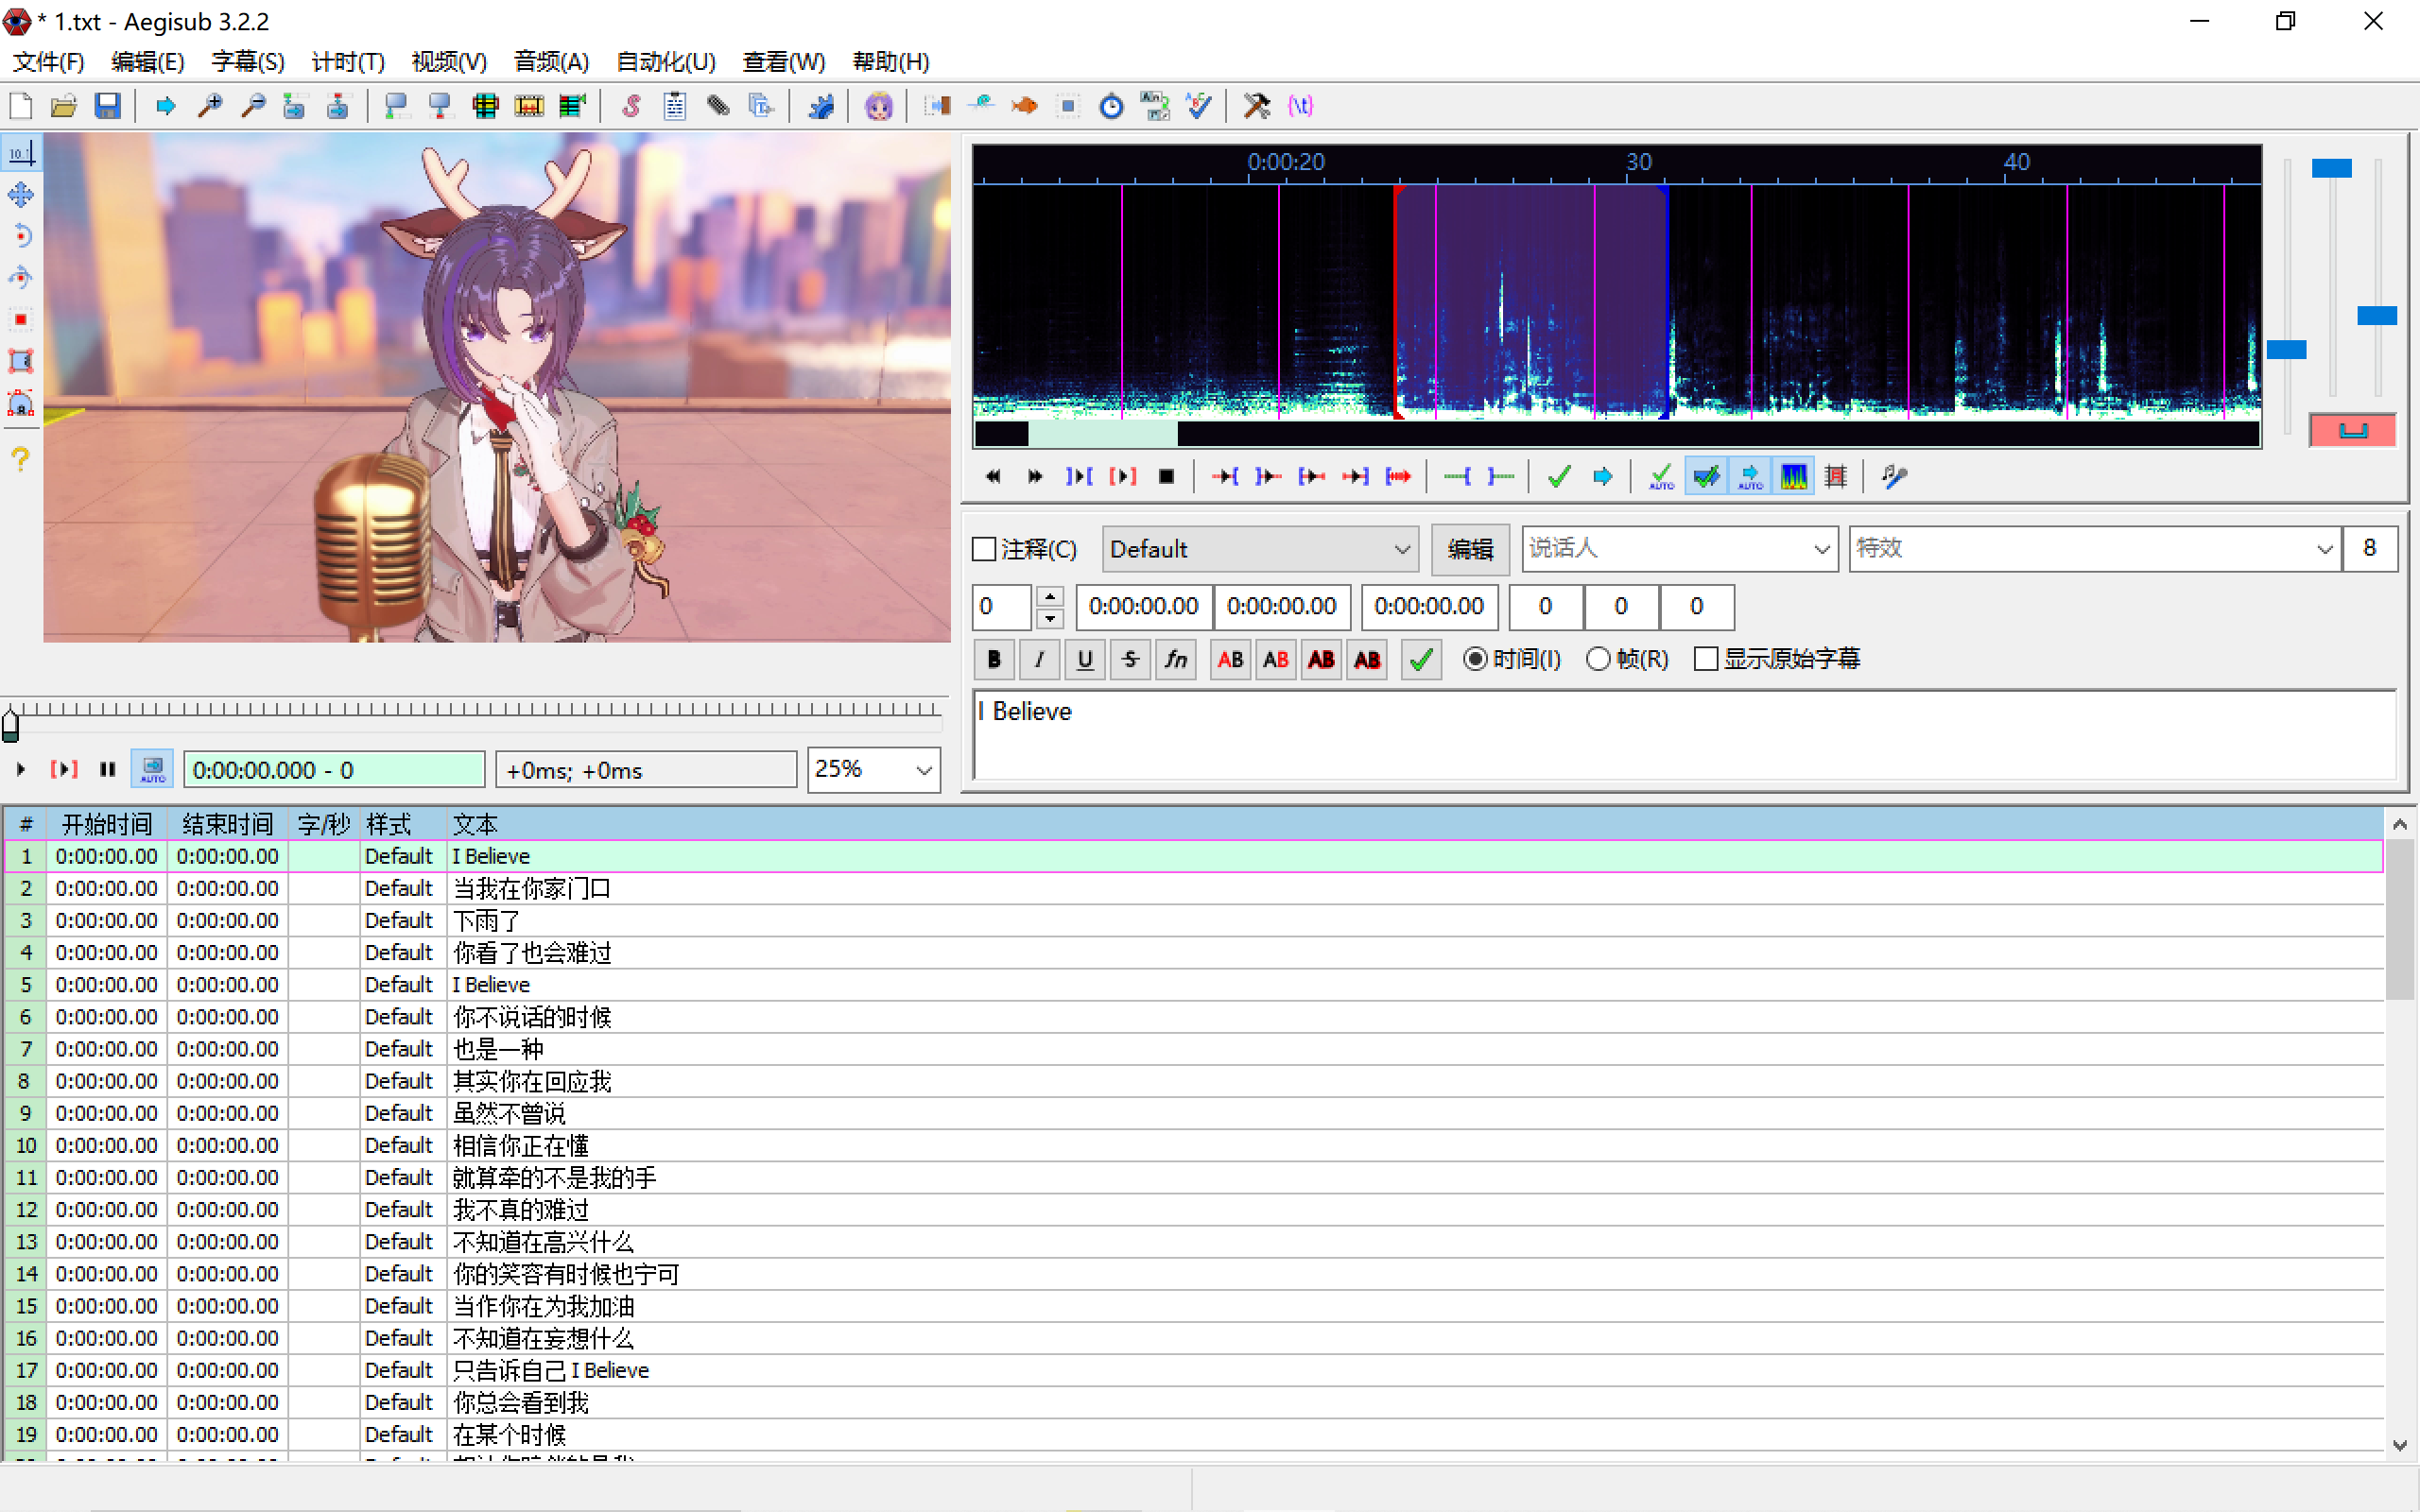 * 1.txt - Aegisub 3.2.2
文件(F) 编辑(E) 字幕(S) 计时(T) 视频(V) 音频(A) 自动化(U) 查看(W) 帮助(H)
0:00:20 30 40
注释(C) Default 编辑 说话人 特效 8
0 0:00:00.00 0:00:00.00 0:00:00.00 0 0 0
B I U S fn AB AB AB AB 时间(I) 帧(R) 显示原始字幕
I Believe
AUTO 0:00:00.000 - 0 +0ms; +0ms 25%
# 开始时间 结束时间 字/秒 样式 文本
1 0:00:00.00 0:00:00.00 Default I Believe
2 0:00:00.00 0:00:00.00 Default 当我在你家门口
3 0:00:00.00 0:00:00.00 Default 下雨了
4 0:00:00.00 0:00:00.00 Default 你看了也会难过
5 0:00:00.00 0:00:00.00 Default I Believe
6 0:00:00.00 0:00:00.00 Default 你不说话的时候
7 0:00:00.00 0:00:00.00 Default 也是一种
8 0:00:00.00 0:00:00.00 Default 其实你在回应我
9 0:00:00.00 0:00:00.00 Default 虽然不曾说
10 0:00:00.00 0:00:00.00 Default 相信你正在懂
11 0:00:00.00 0:00:00.00 Default 就算牵的不是我的手
12 0:00:00.00 0:00:00.00 Default 我不真的难过
13 0:00:00.00 0:00:00.00 Default 不知道在高兴什么
14 0:00:00.00 0:00:00.00 Default 你的笑容有时候也宁可
15 0:00:00.00 0:00:00.00 Default 当作你在为我加油
16 0:00:00.00 0:00:00.00 Default 不知道在妄想什么
17 0:00:00.00 0:00:00.00 Default 只告诉自己 I Believe
18 0:00:00.00 0:00:00.00 Default 你总会看到我
19 0:00:00.00 0:00:00.00 Default 在某个时候